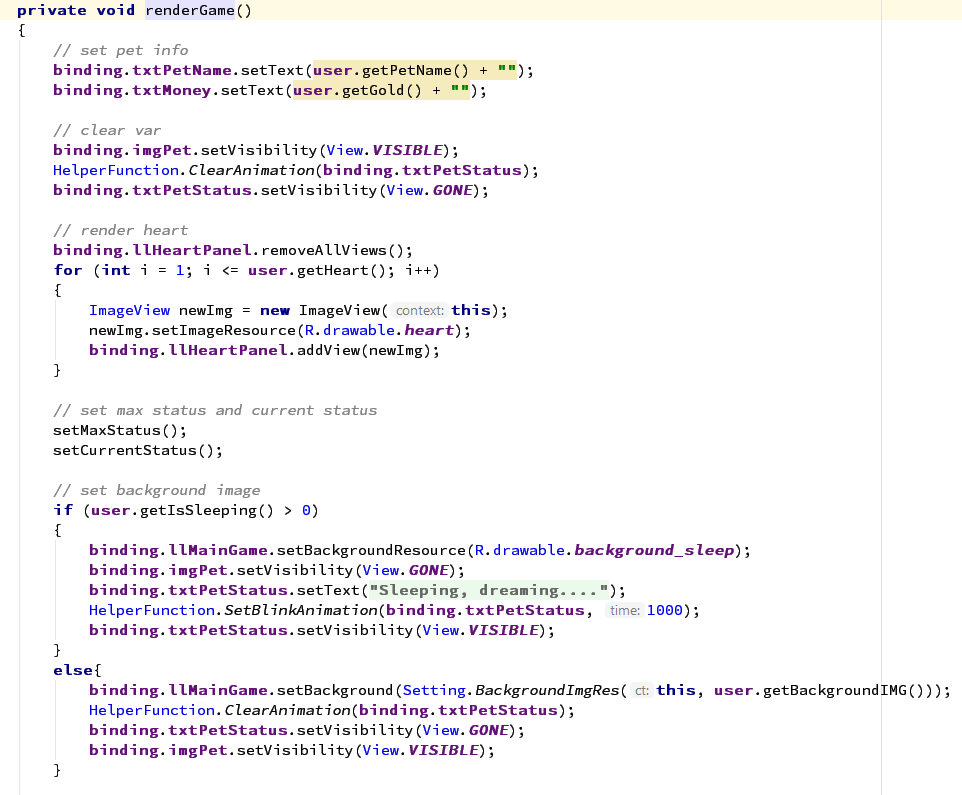 private void renderGame()
{
    // set pet info
    binding.txtPetName.setText(user.getPetName() + "");
    binding.txtMoney.setText(user.getGold() + "");

    // clear var
    binding.imgPet.setVisibility(View.VISIBLE);
    HelperFunction.ClearAnimation(binding.txtPetStatus);
    binding.txtPetStatus.setVisibility(View.GONE);

    // render heart
    binding.llHeartPanel.removeAllViews();
    for (int i = 1; i <= user.getHeart(); i++)
    {
        ImageView newImg = new ImageView( context: this);
        newImg.setImageResource(R.drawable.heart);
        binding.llHeartPanel.addView(newImg);
    }

    // set max status and current status
    setMaxStatus();
    setCurrentStatus();

    // set background image
    if (user.getIsSleeping() > 0)
    {
        binding.llMainGame.setBackgroundResource(R.drawable.background_sleep);
        binding.imgPet.setVisibility(View.GONE);
        binding.txtPetStatus.setText("Sleeping, dreaming....");
        HelperFunction.SetBlinkAnimation(binding.txtPetStatus, time: 1000);
        binding.txtPetStatus.setVisibility(View.VISIBLE);
    }
    else{
        binding.llMainGame.setBackground(Setting.BackgroundImgRes( ct: this, user.getBackgroundIMG()));
        HelperFunction.ClearAnimation(binding.txtPetStatus);
        binding.txtPetStatus.setVisibility(View.GONE);
        binding.imgPet.setVisibility(View.VISIBLE);
    }